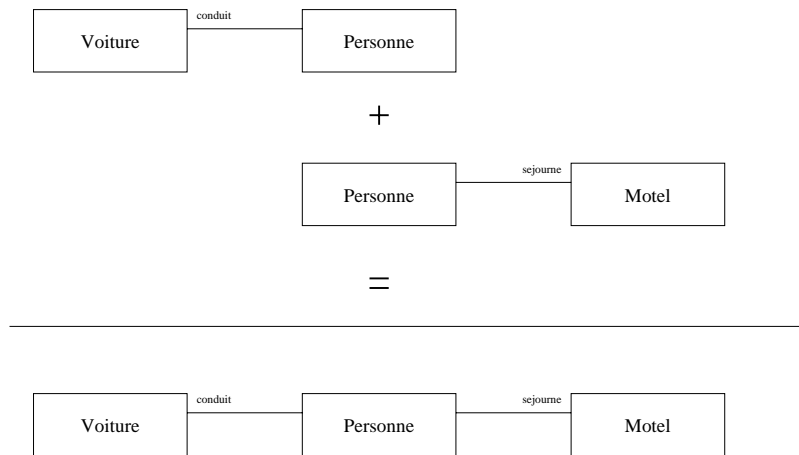 conduit
Voiture Personne
+
sejourne
Personne Motel
=
conduit sejourne
Voiture Personne Motel